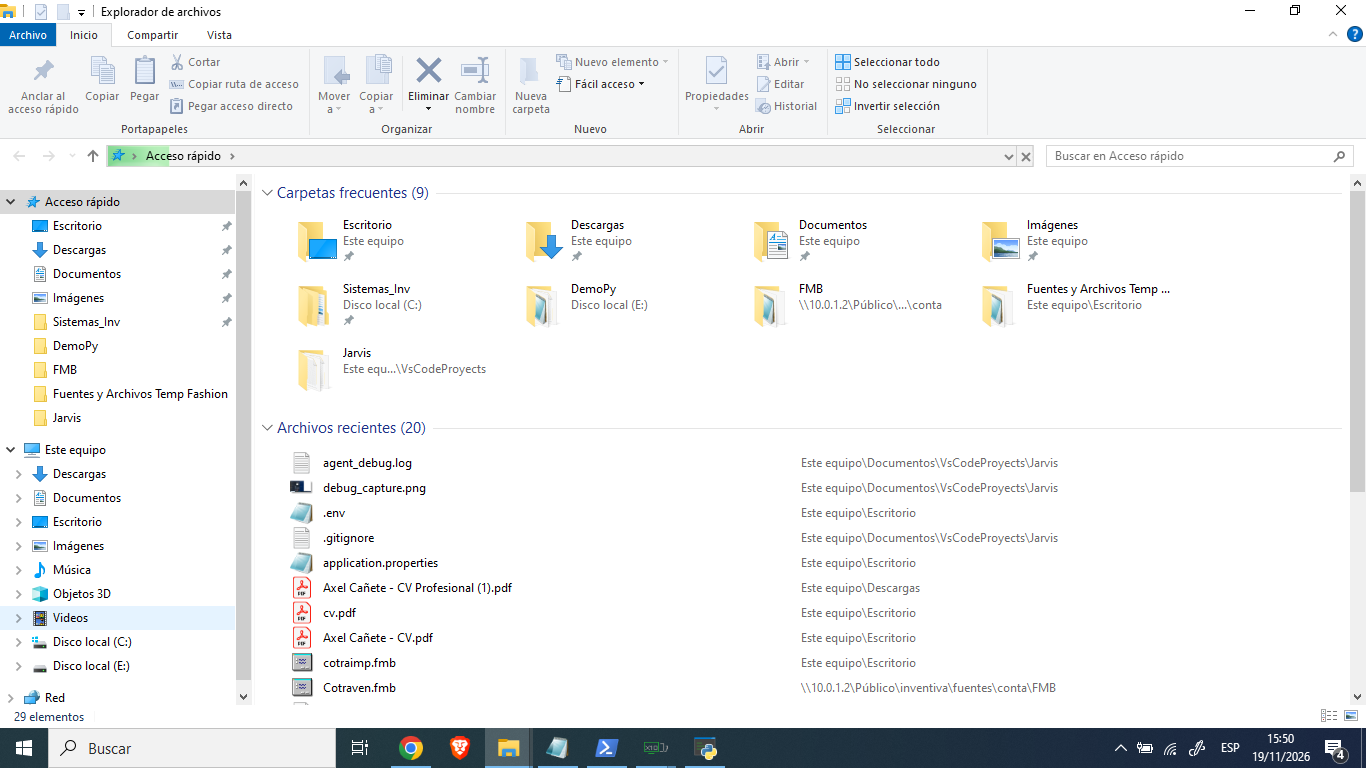 Explorador de archivos
Archivo Inicio Compartir Vista
Anclar al acceso rápido
Copiar
Pegar
Cortar
Copiar ruta de acceso
Pegar acceso directo
Portapapeles
Mover a
Copiar a
Eliminar
Cambiar nombre
Organizar
Nueva carpeta
Nuevo elemento
Fácil acceso
Nuevo
Propiedades
Abrir
Editar
Historial
Abrir
Seleccionar todo
No seleccionar ninguno
Invertir selección
Seleccionar
Acceso rápido
Buscar en Acceso rápido
Acceso rápido
Escritorio
Descargas
Documentos
Imágenes
Sistemas_Inv
DemoPy
FMB
Fuentes y Archivos Temp Fashion
Jarvis
Este equipo
Descargas
Documentos
Escritorio
Imágenes
Música
Objetos 3D
Videos
Disco local (C:)
Disco local (E:)
Red
Carpetas frecuentes (9)
Escritorio
Este equipo
Descargas
Este equipo
Documentos
Este equipo
Imágenes
Este equipo
Sistemas_Inv
Disco local (C:)
DemoPy
Disco local (E:)
FMB
\\10.0.1.2\Público\...\conta
Fuentes y Archivos Temp ...
Este equipo\Escritorio
Jarvis
Este equ...\VsCodeProyects
Archivos recientes (20)
agent_debug.log Este equipo\Documentos\VsCodeProyects\Jarvis
debug_capture.png Este equipo\Documentos\VsCodeProyects\Jarvis
.env Este equipo\Escritorio
.gitignore Este equipo\Documentos\VsCodeProyects\Jarvis
application.properties Este equipo\Escritorio
Axel Cañete - CV Profesional (1).pdf Este equipo\Descargas
cv.pdf Este equipo\Escritorio
Axel Cañete - CV.pdf Este equipo\Escritorio
cotraimp.fmb Este equipo\Escritorio
Cotraven.fmb \\10.0.1.2\Público\inventiva\fuentes\conta\FMB
29 elementos
Buscar
ESP
15:50
19/11/2026
4